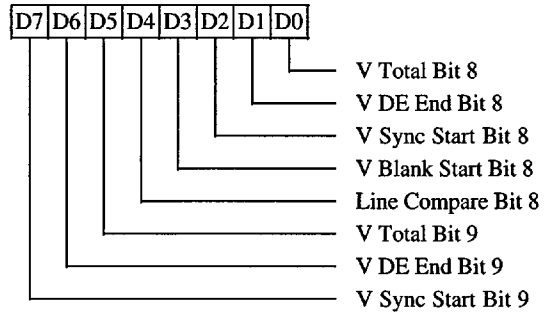 D7 D6 D5 D4 D3 D2 D1 D0
V Total Bit 8
V DE End Bit 8
V Sync Start Bit 8
V Blank Start Bit 8
Line Compare Bit 8
V Total Bit 9
V DE End Bit 9
V Sync Start Bit 9